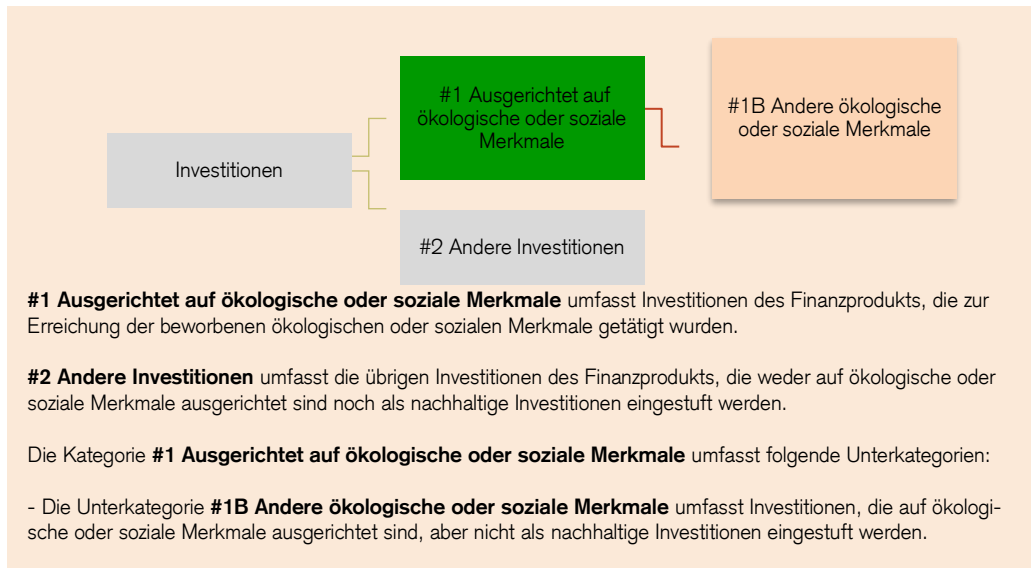 #1 Ausgerichtet auf
ökologische oder soziale
Merkmale
#1B Andere ökologische
oder soziale Merkmale
Investitionen
#2 Andere Investitionen
#1 Ausgerichtet auf ökologische oder soziale Merkmale umfasst Investitionen des Finanzprodukts, die zur
Erreichung der beworbenen ökologischen oder sozialen Merkmale getätigt wurden.
#2 Andere Investitionen umfasst die übrigen Investitionen des Finanzprodukts, die weder auf ökologische oder
soziale Merkmale ausgerichtet sind noch als nachhaltige Investitionen eingestuft werden.
Die Kategorie #1 Ausgerichtet auf ökologische oder soziale Merkmale umfasst folgende Unterkategorien:
- Die Unterkategorie #1B Andere ökologische oder soziale Merkmale umfasst Investitionen, die auf ökologi-
sche oder soziale Merkmale ausgerichtet sind, aber nicht als nachhaltige Investitionen eingestuft werden.